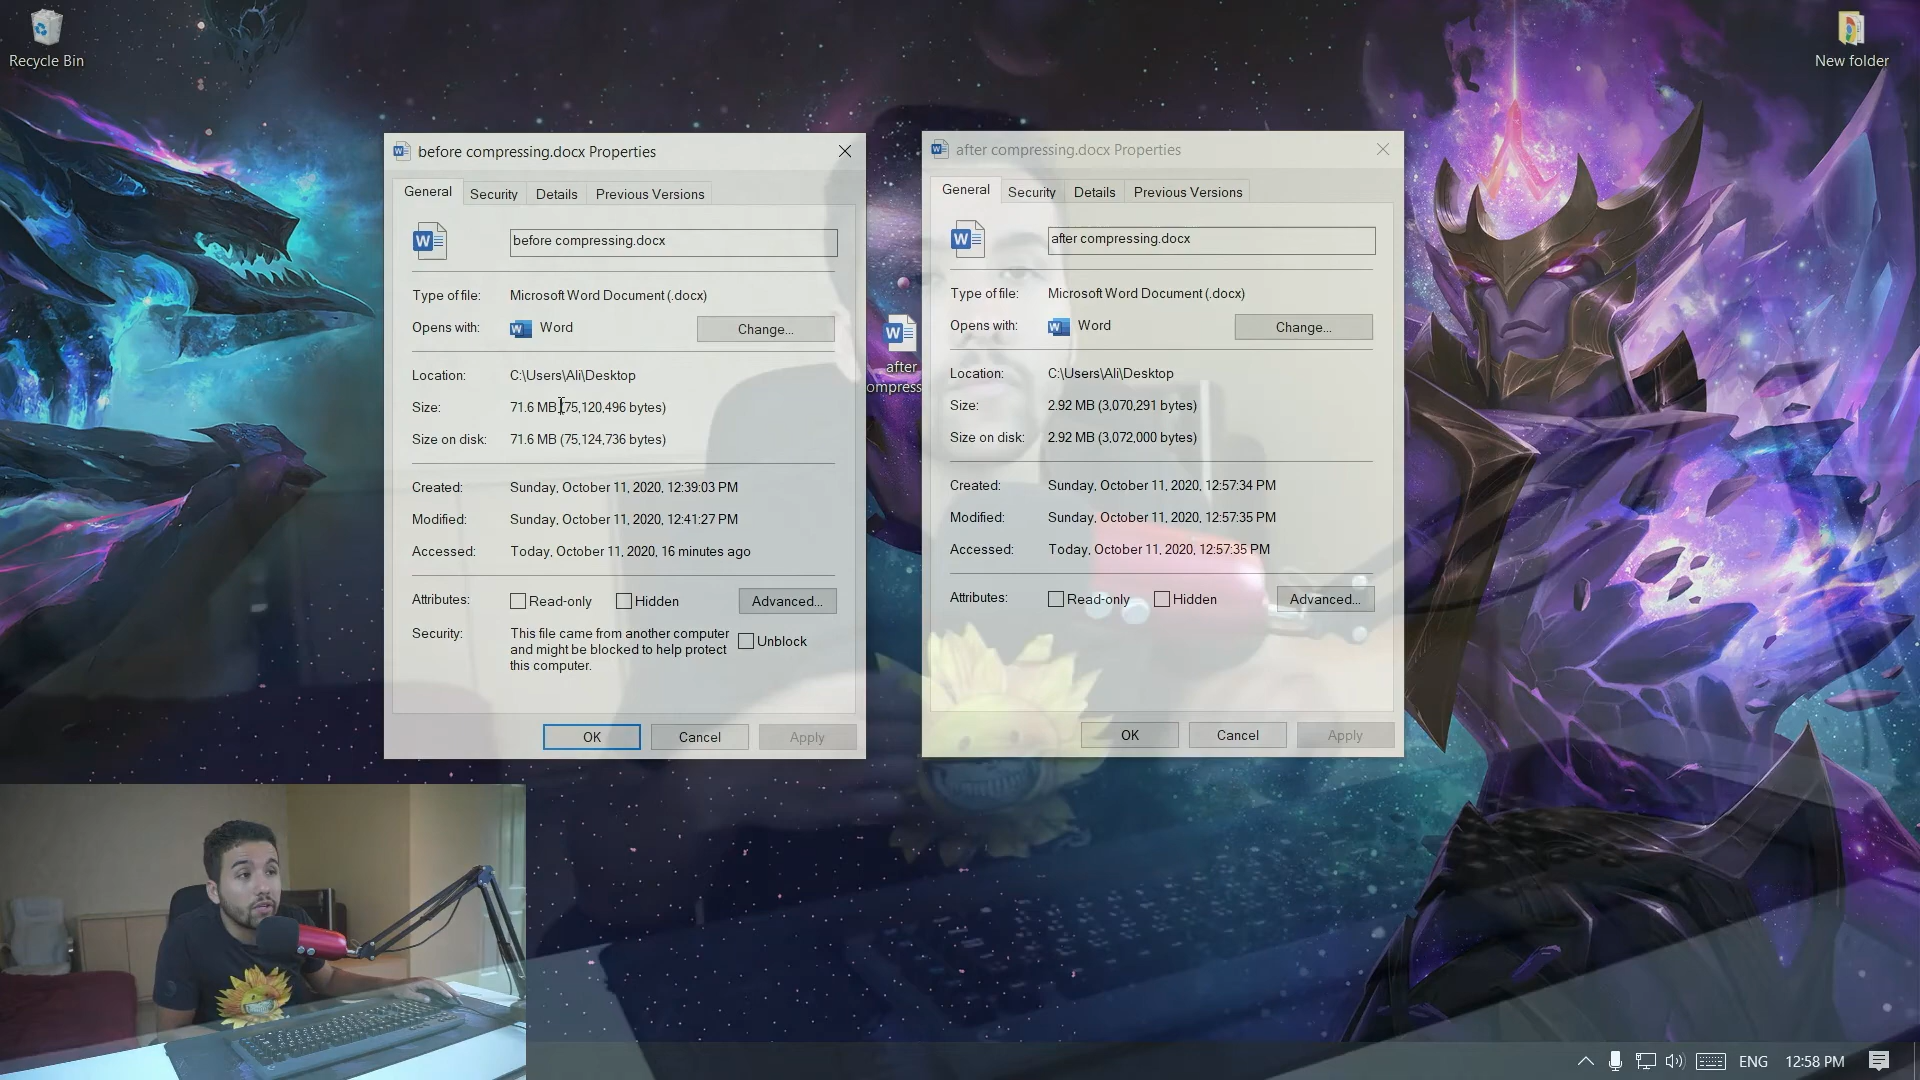 Recycle Bin
New folder
before compressing.docx Properties
General
Security
Details
Previous Versions
before compressing.docx
Type of file: Microsoft Word Document (.docx)
Opens with: Word
Change...
Location: C:\Users\Ali\Desktop
Size: 71.6 MB (75,120,496 bytes)
Size on disk: 71.6 MB (75,124,736 bytes)
Created: Sunday, October 11, 2020, 12:39:03 PM
Modified: Sunday, October 11, 2020, 12:41:27 PM
Accessed: Today, October 11, 2020, 16 minutes ago
Attributes: Read-only Hidden Advanced...
Security: This file came from another computer
and might be blocked to help protect
this computer.
Unblock
OK Cancel Apply
after
ompress
after compressing.docx Properties
General
Security
Details
Previous Versions
after compressing.docx
Type of file: Microsoft Word Document (.docx)
Opens with: Word
Change...
Location: C:\Users\Ali\Desktop
Size: 2.92 MB (3,070,291 bytes)
Size on disk: 2.92 MB (3,072,000 bytes)
Created: Sunday, October 11, 2020, 12:57:34 PM
Modified: Sunday, October 11, 2020, 12:57:35 PM
Accessed: Today, October 11, 2020, 12:57:35 PM
Attributes: Read-only Hidden Advanced...
OK Cancel Apply
ENG 12:58 PM